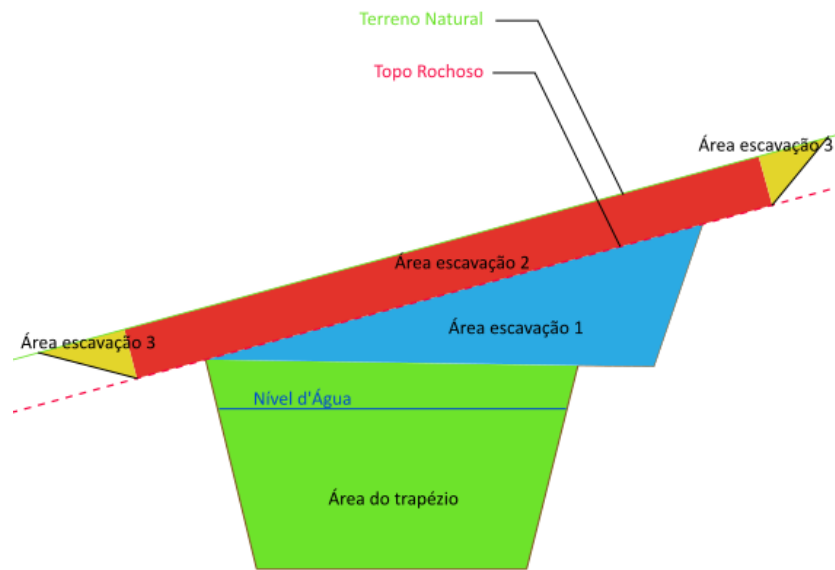 Terreno Natural
Topo Rochoso
Área escavação 3
Área escavação 2
Área escavação 1
Área escavação 3
Nível d'Água
Área do trapézio